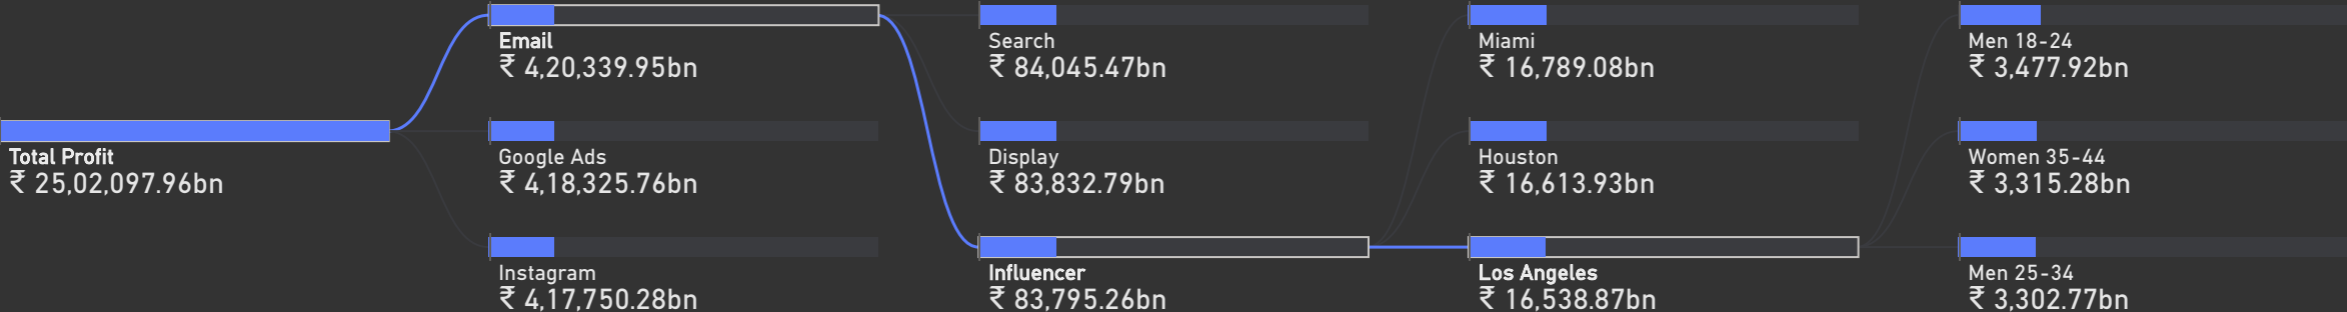 Total Profit
₹ 25,02,097.96bn
Email
₹ 4,20,339.95bn
Google Ads
₹ 4,18,325.76bn
Instagram
₹ 4,17,750.28bn
Search
₹ 84,045.47bn
Display
₹ 83,832.79bn
Influencer
₹ 83,795.26bn
Miami
₹ 16,789.08bn
Houston
₹ 16,613.93bn
Los Angeles
₹ 16,538.87bn
Men 18-24
₹ 3,477.92bn
Women 35-44
₹ 3,315.28bn
Men 25-34
₹ 3,302.77bn